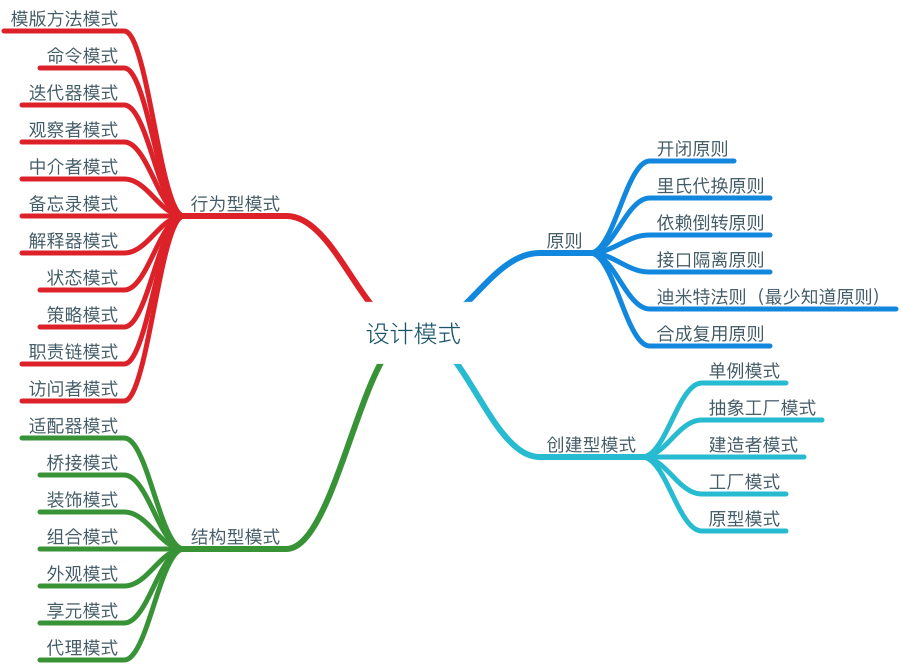 设计模式
原则
开闭原则
里氏代换原则
依赖倒转原则
接口隔离原则
迪米特法则（最少知道原则）
合成复用原则
创建型模式
单例模式
抽象工厂模式
建造者模式
工厂模式
原型模式
行为型模式
模版方法模式
命令模式
迭代器模式
观察者模式
中介者模式
备忘录模式
解释器模式
状态模式
策略模式
职责链模式
访问者模式
结构型模式
适配器模式
桥接模式
装饰模式
组合模式
外观模式
享元模式
代理模式